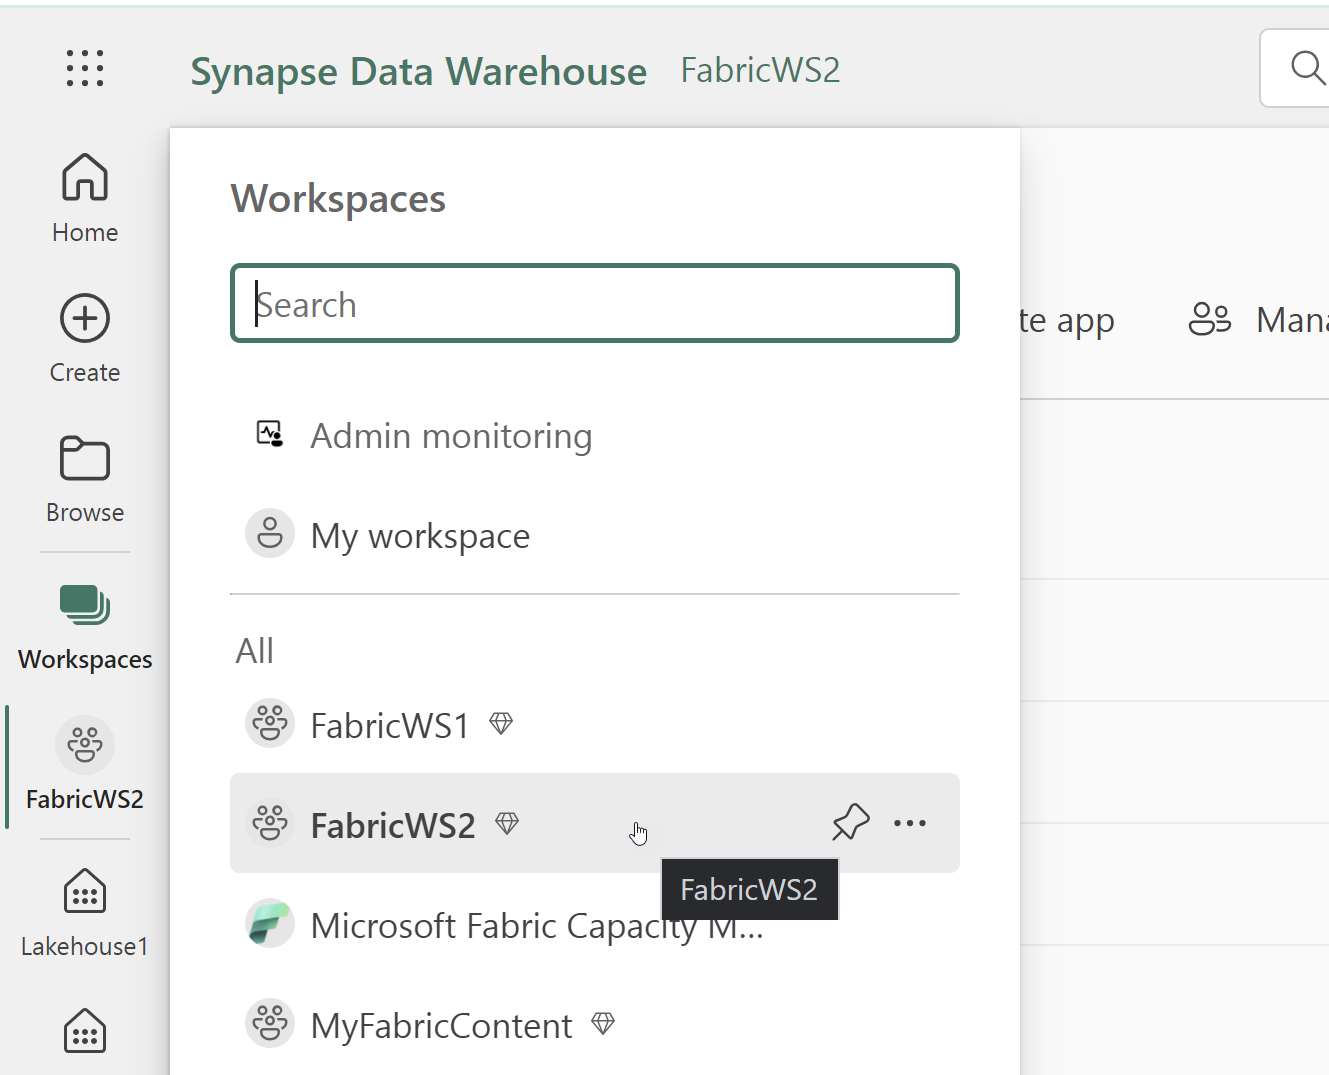 Synapse Data Warehouse FabricWS2
Home
Create
Browse
Workspaces
FabricWS2
Lakehouse1
Workspaces
Search
Admin monitoring
My workspace
All
FabricWS1
FabricWS2
FabricWS2
Microsoft Fabric Capacity M...
MyFabricContent
te app
Mana